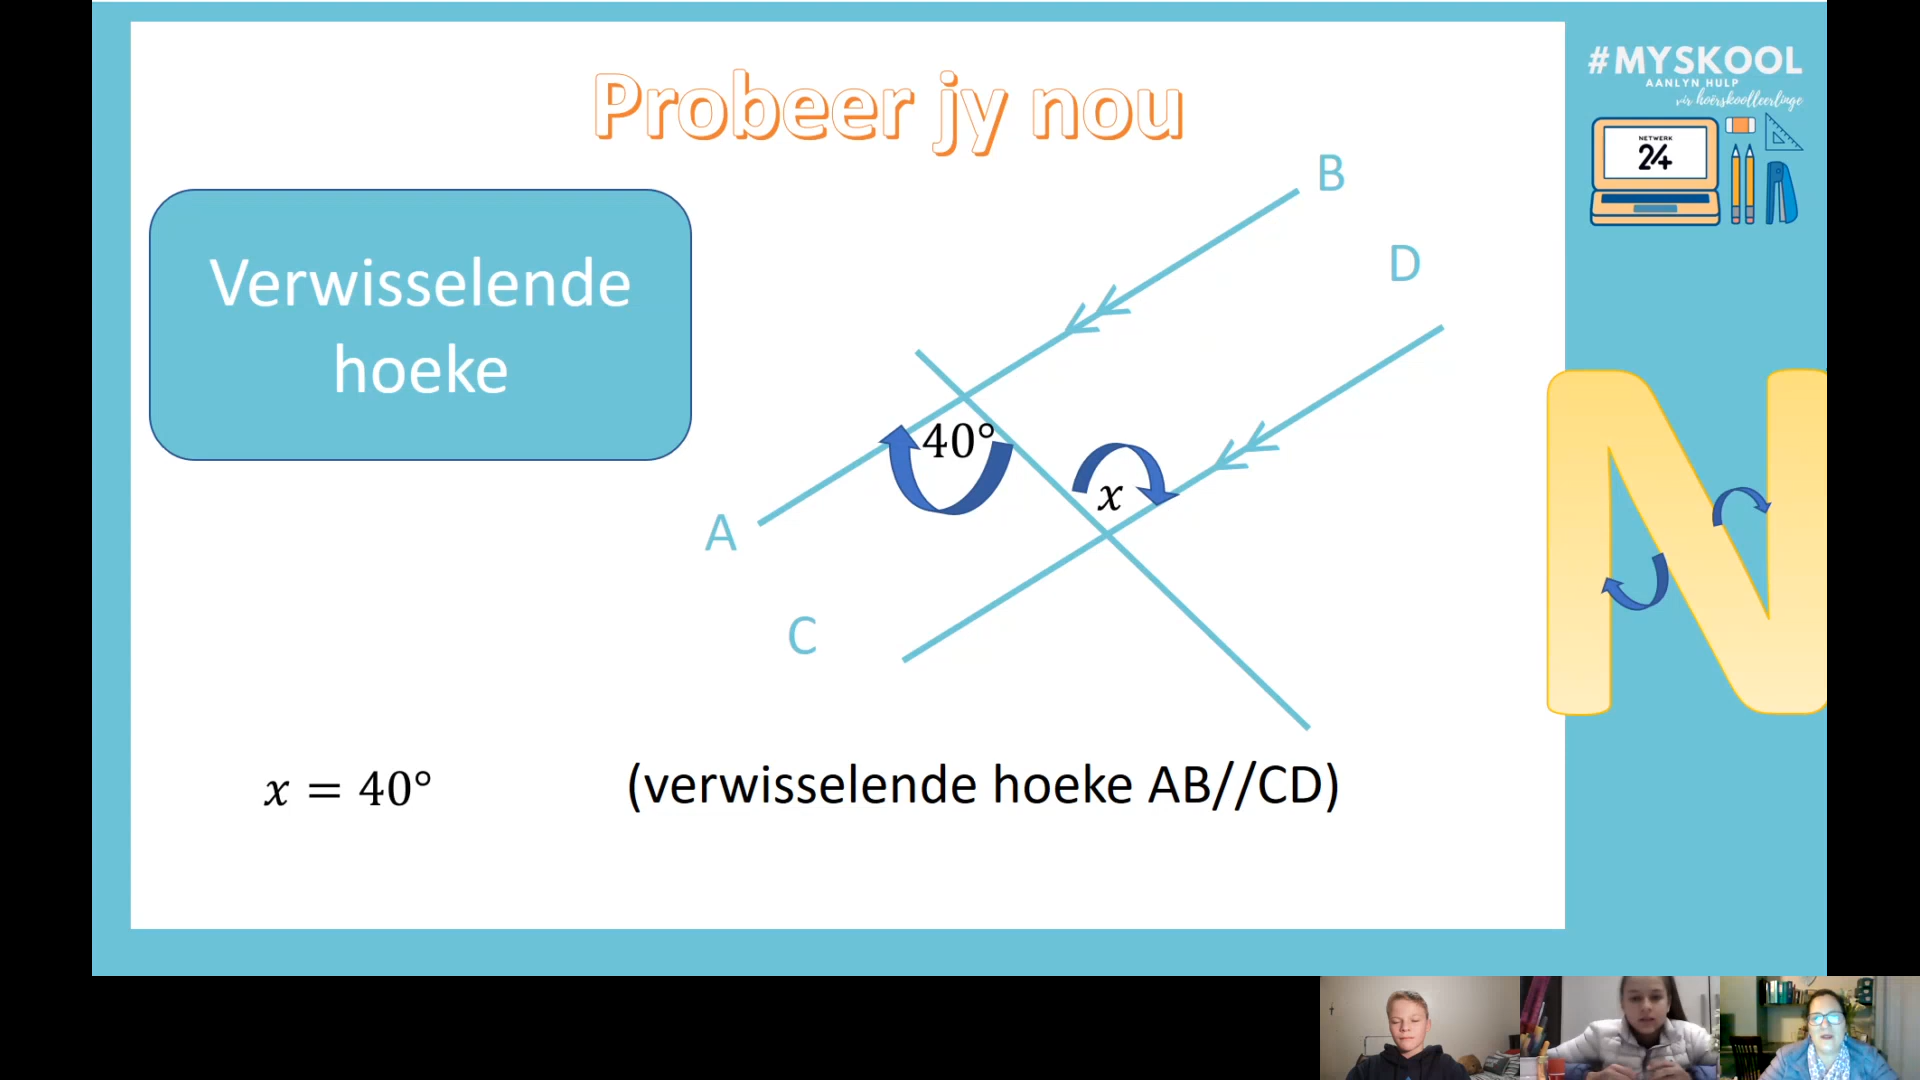 Probeer jy nou
#MYSKOOL
AANLYN HULP
vir hoërskoolleerlinge
NETWERK
24
Verwisselende
hoeke
B
D
40°
x
A
C
N
x = 40°
(verwisselende hoeke AB//CD)